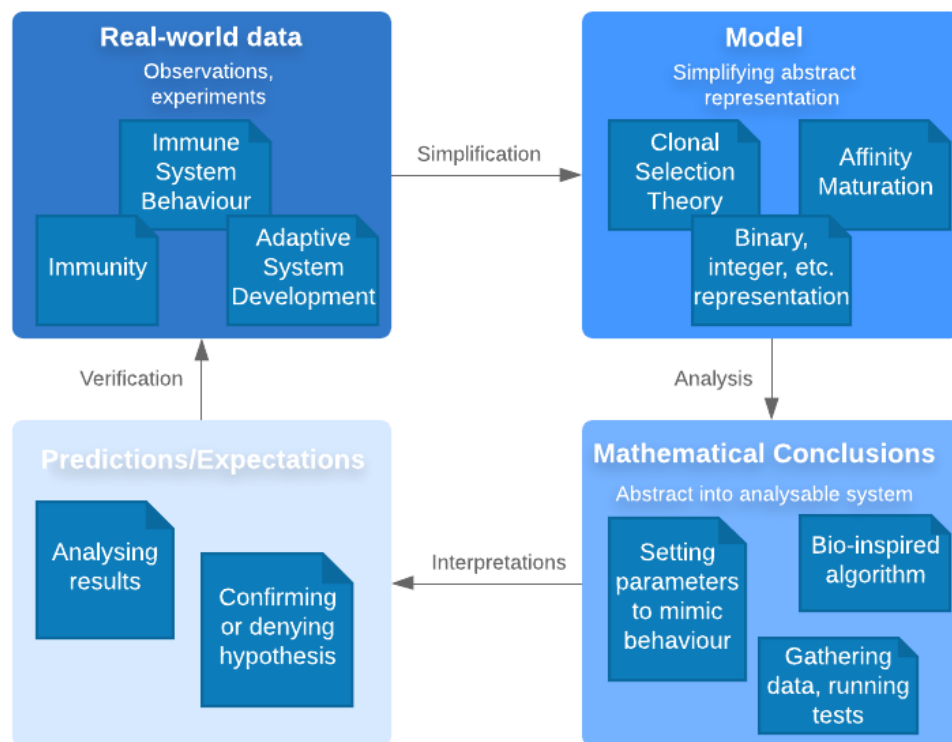 Real-world data
Observations,
experiments
Immune
System
Behaviour
Immunity
Adaptive
System
Development
Simplification
Model
Simplifying abstract
representation
Clonal
Selection
Theory
Affinity
Maturation
Binary,
integer, etc.
representation
Verification
Analysis
Predictions/Expectations
Analysing
results
Confirming
or denying
hypothesis
Interpretations
Mathematical Conclusions
Abstract into analysable system
Setting
parameters
to mimic
behaviour
Bio-inspired
algorithm
Gathering
data, running
tests